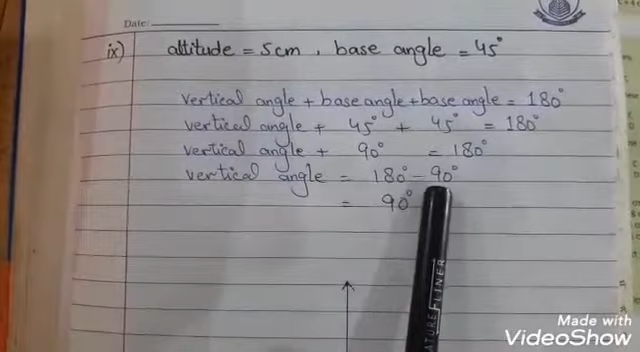 Date:
ix) altitude = 5cm, base angle = 45°
vertical angle + base angle + base angle = 180°
vertical angle + 45° + 45° = 180°
vertical angle + 90° = 180°
vertical angle = 180° - 90°
= 90°
LINER
Made with
VideoShow